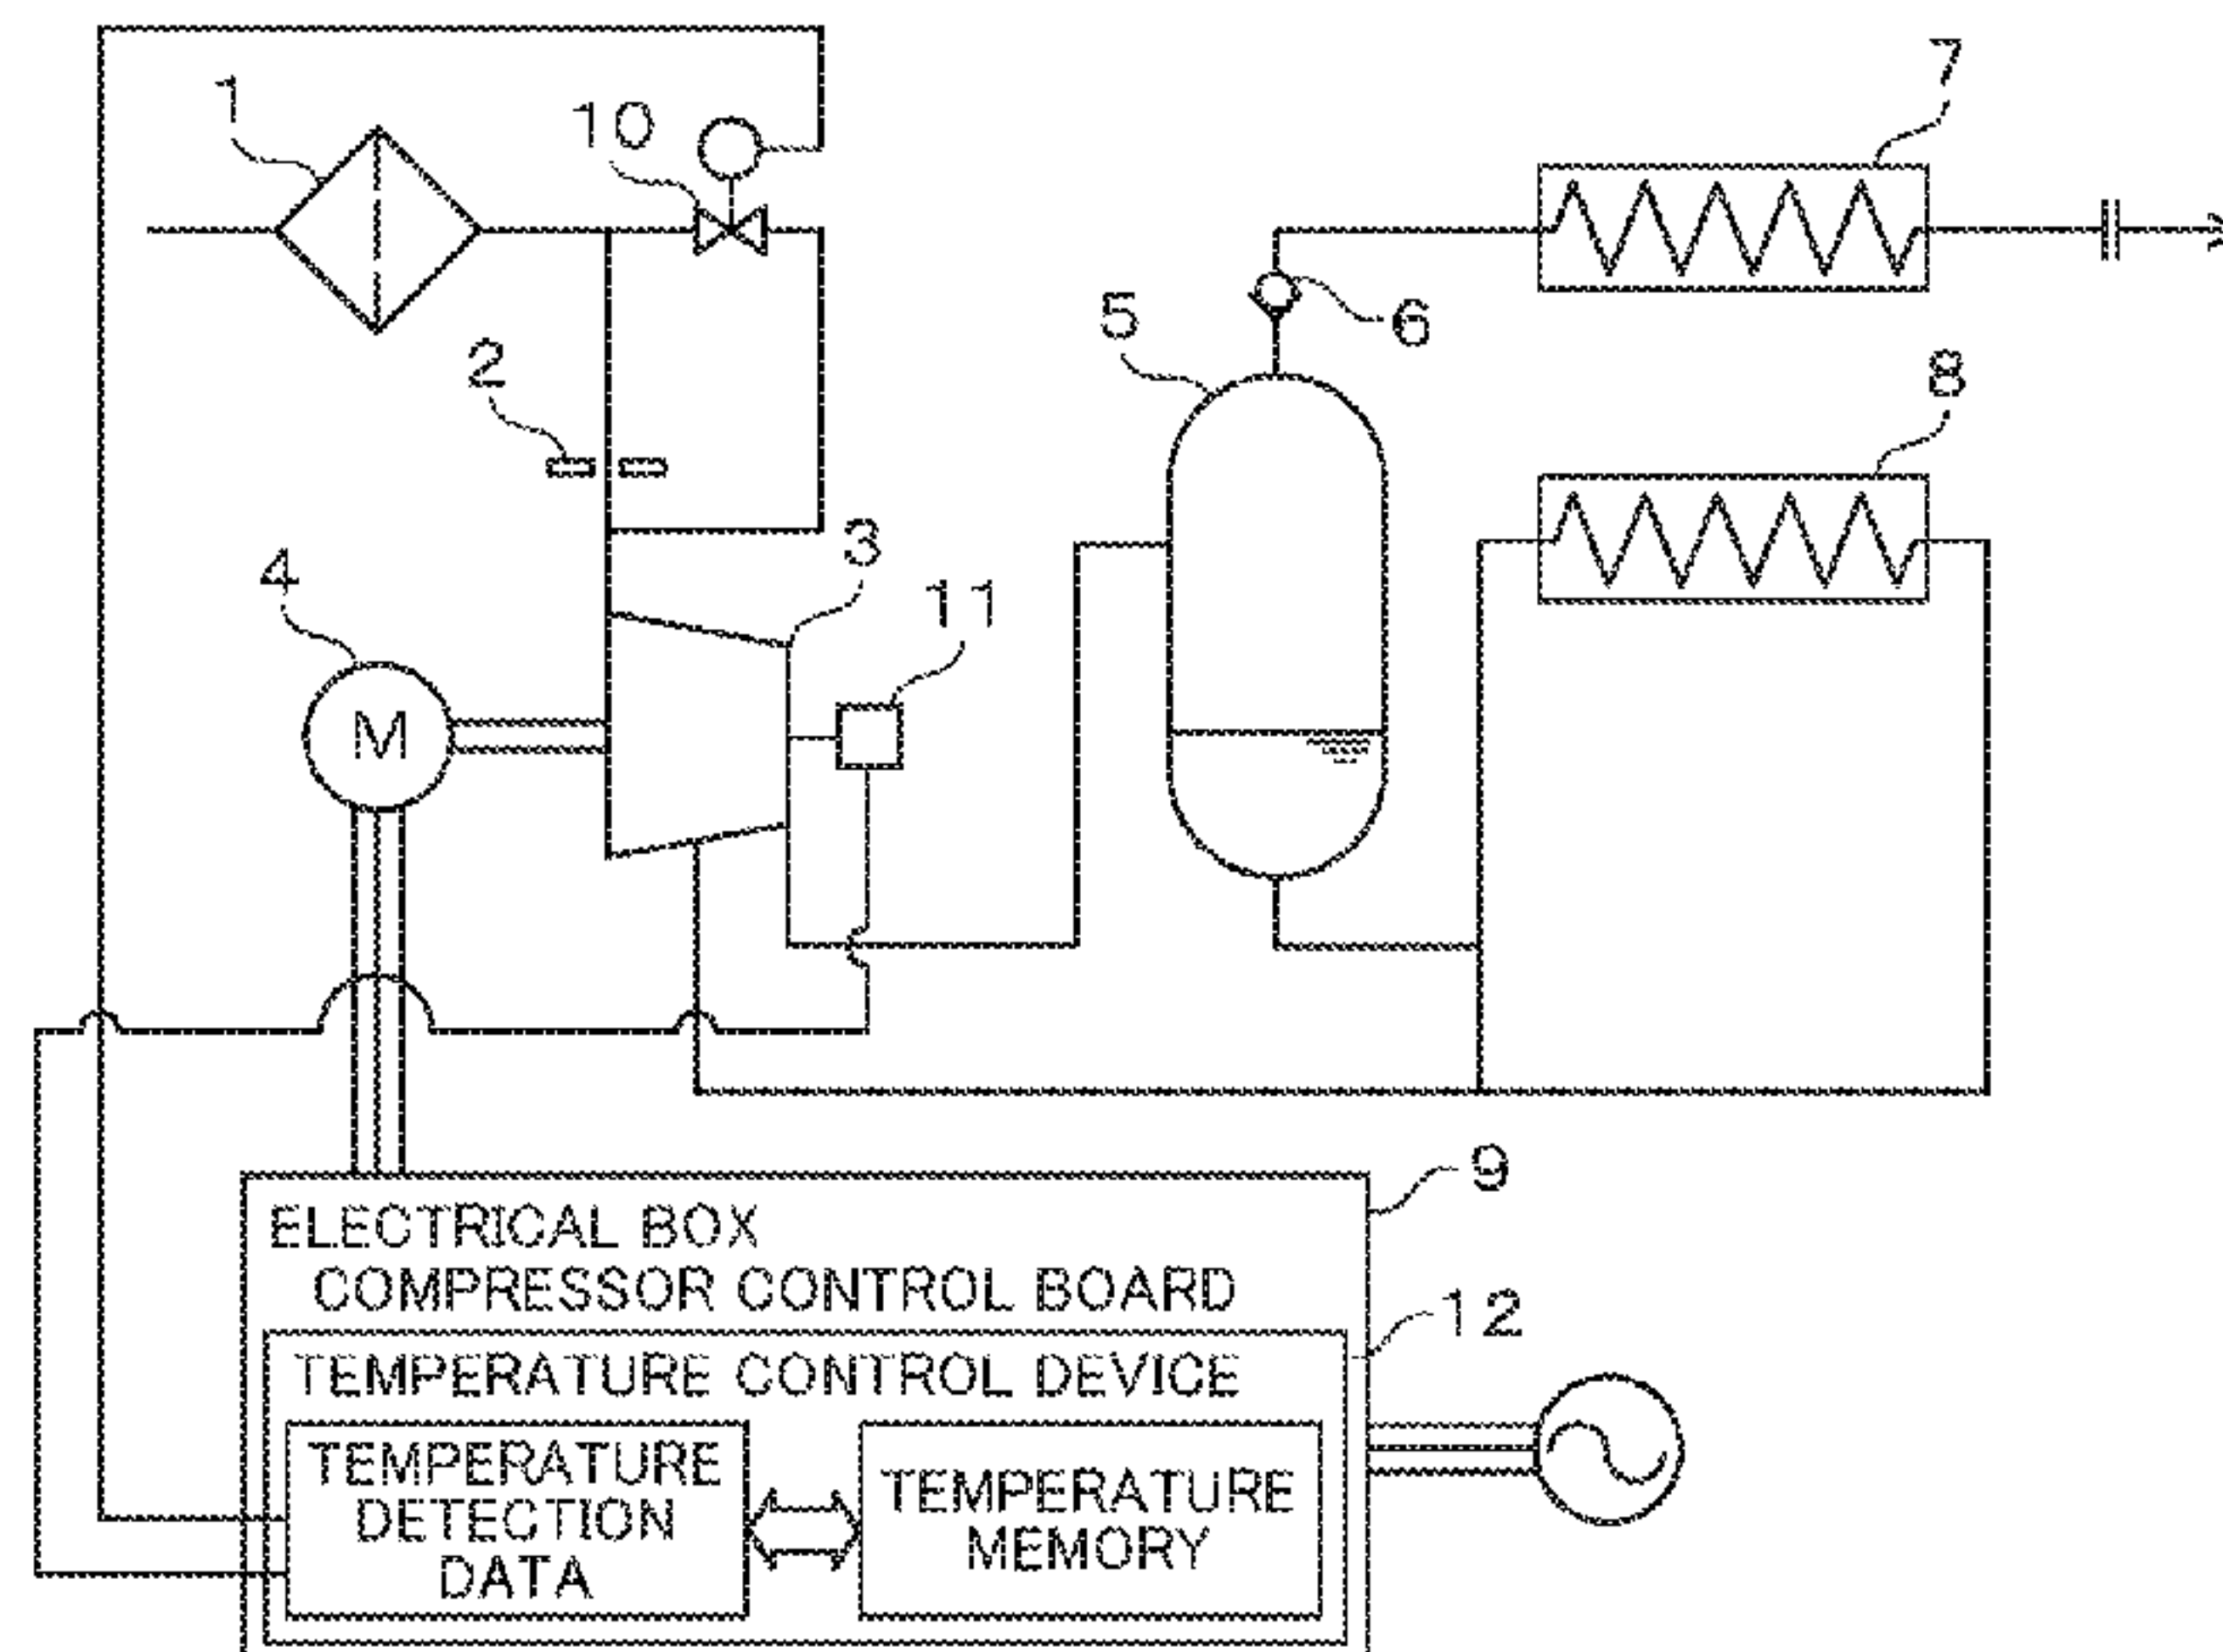 1
10
7
2
5
6
8
4
3
11
M
9
ELECTRICAL BOX
COMPRESSOR CONTROL BOARD
12
TEMPERATURE CONTROL DEVICE
TEMPERATURE
DETECTION
DATA
TEMPERATURE
MEMORY